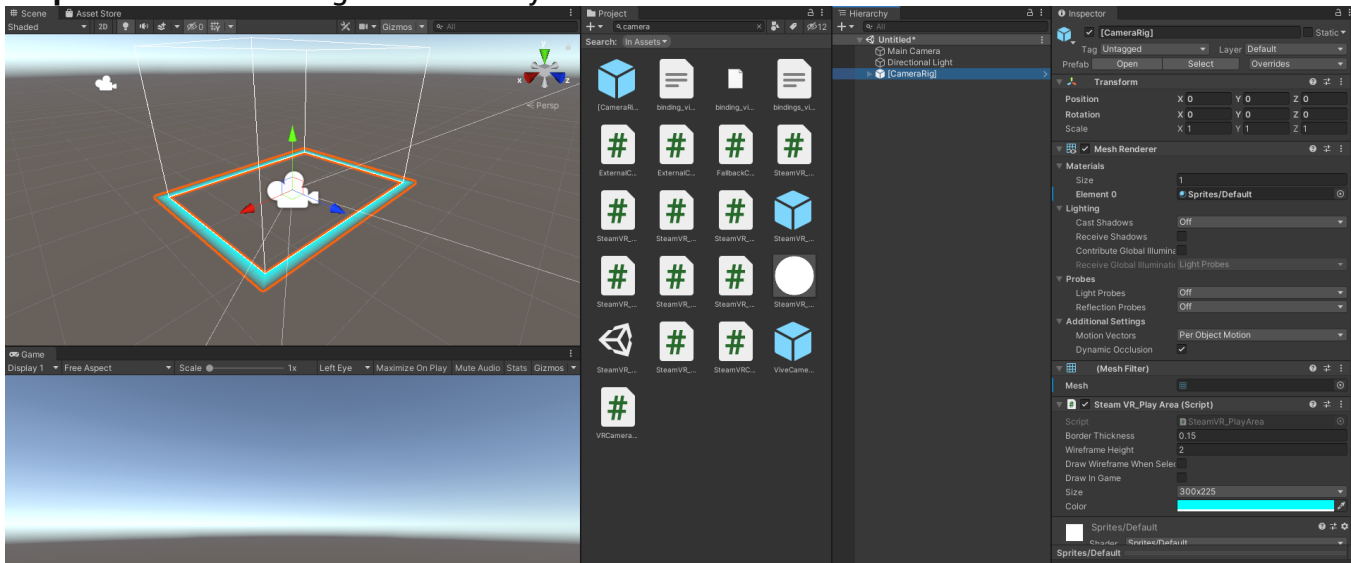 Scene
Asset Store
Shaded
2D
0
Gizmos
All
y
x
z
Persp
Game
Display 1
Free Aspect
Scale
1x
Left Eye
Maximize On Play
Mute Audio
Stats
Gizmos
Project
camera
12
Search: In Assets
[CameraRi...
binding_vi...
binding_vi...
bindings_vi...
ExternalC...
ExternalC...
FallbackC...
SteamVR_...
SteamVR_...
SteamVR_...
SteamVR_...
SteamVR_...
SteamVR_...
SteamVR_...
SteamVR_...
SteamVR_...
SteamVR_...
SteamVR_...
SteamVRC...
ViveCame...
VRCamera...
Hierarchy
All
Untitled*
Main Camera
Directional Light
[CameraRig]
Inspector
[CameraRig]
Static
Tag Untagged Layer Default
Prefab Open Select Overrides
Transform
Position X 0 Y 0 Z 0
Rotation X 0 Y 0 Z 0
Scale X 1 Y 1 Z 1
Mesh Renderer
Materials
Size 1
Element 0 Sprites/Default
Lighting
Cast Shadows Off
Receive Shadows
Contribute Global Illumina
Receive Global Illuminatio Light Probes
Probes
Light Probes Off
Reflection Probes Off
Additional Settings
Motion Vectors Per Object Motion
Dynamic Occlusion
(Mesh Filter)
Mesh
Steam VR_Play Area (Script)
Script SteamVR_PlayArea
Border Thickness 0.15
Wireframe Height 2
Draw Wireframe When Selec
Draw In Game
Size 300x225
Color
Sprites/Default
Shader Sprites/Default
Sprites/Default